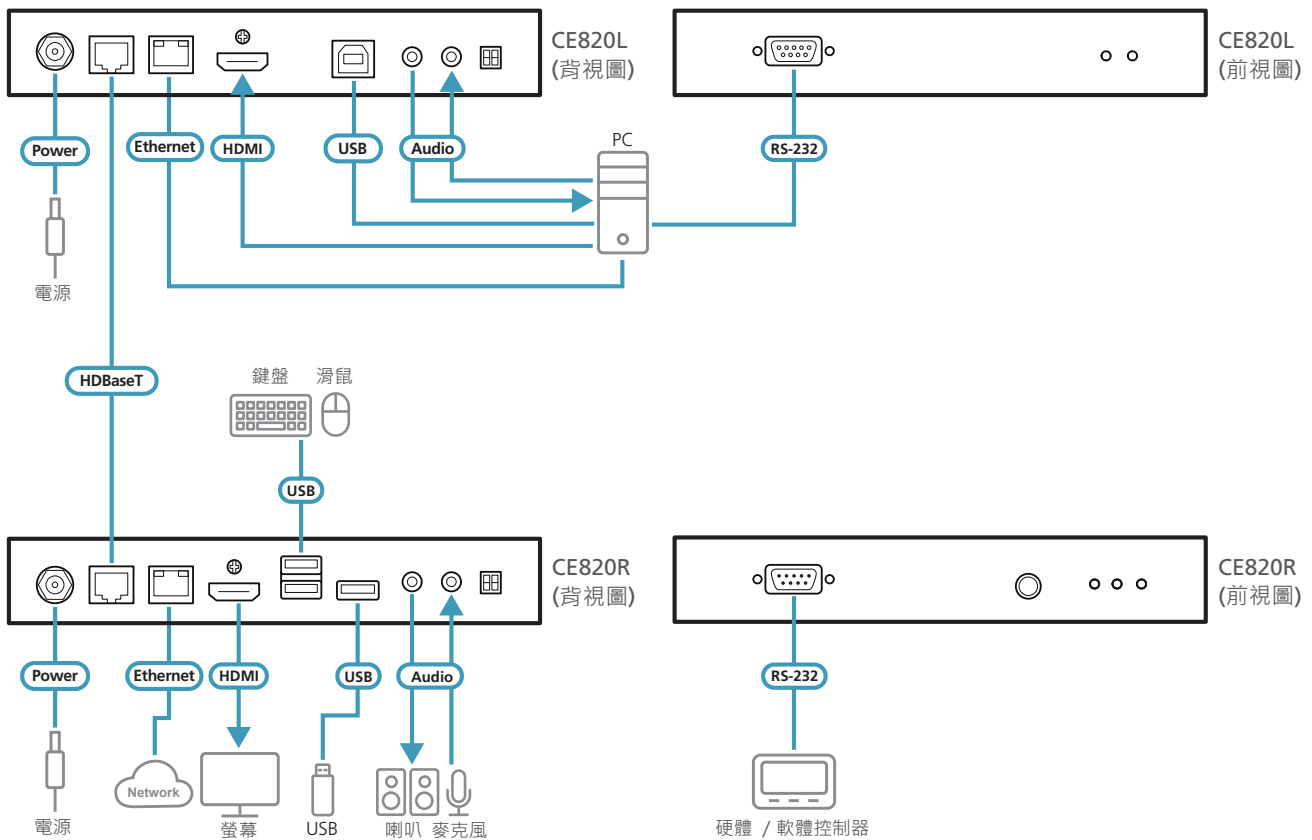 CE820L
(背視圖)
CE820L
(前視圖)
Power
Ethernet
HDMI
USB
Audio
PC
RS-232
電源
HDBaseT
鍵盤
滑鼠
USB
CE820R
(背視圖)
CE820R
(前視圖)
Power
Ethernet
HDMI
USB
Audio
RS-232
Network
電源
螢幕
USB
喇叭
麥克風
硬體 / 軟體控制器